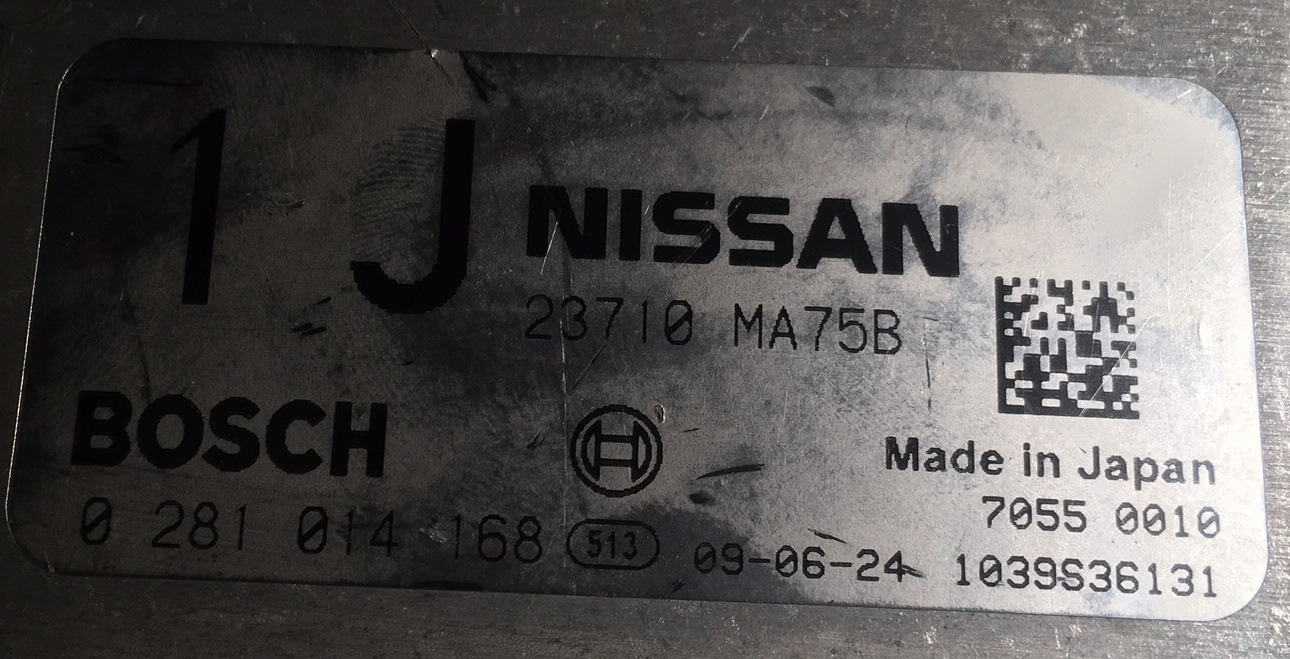 1 J
NISSAN
23710 MA75B
BOSCH
Made in Japan
7055 0010
0 281 014 168 513 09-06-24 1039S36131